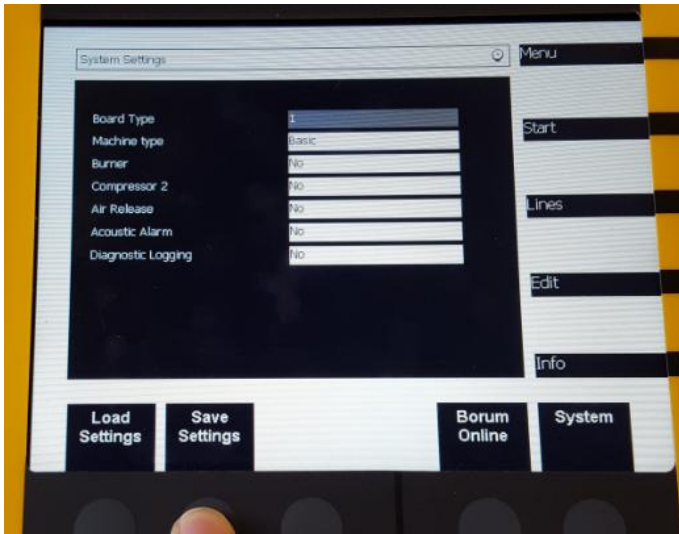 System Settings
Menu
Board Type 1
Machine type Basic
Start
Burner No
Compressor 2 No
Air Release No
Lines
Acoustic Alarm No
Diagnostic Logging No
Edit
Info
Load Settings
Save Settings
Borum Online
System